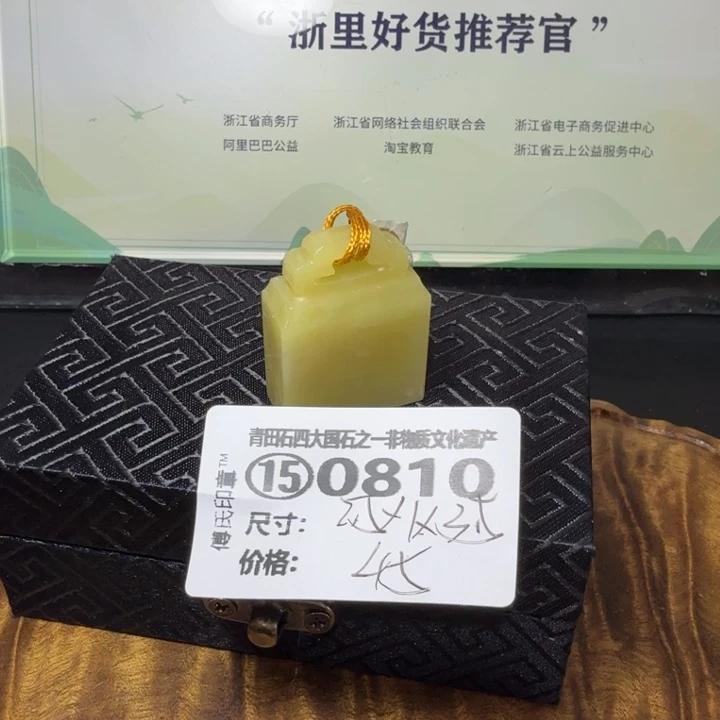 “浙里好货推荐官”
浙江省商务厅 浙江省网络社会组织联合会 浙江省电子商务促进中心
阿里巴巴公益 淘宝教育 浙江省云上公益服务中心
青田石四大国石之一非物质文化遗产
傅氏印章™
⑮0810
尺寸：
价格：